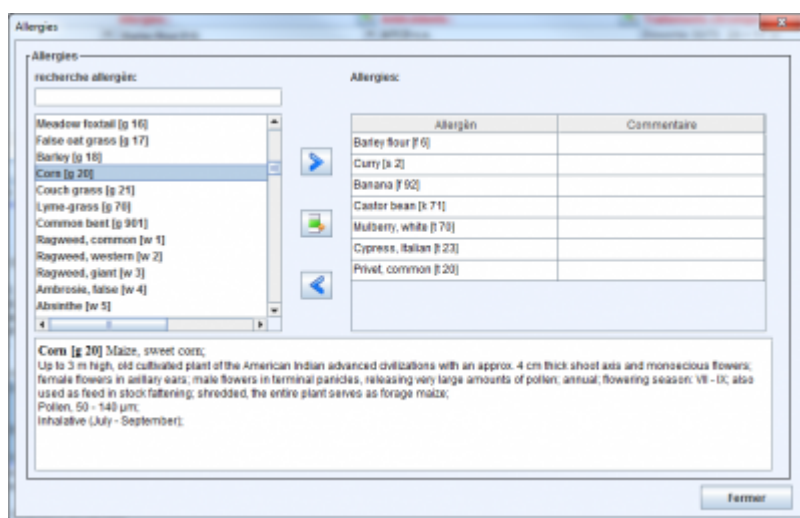 Allergies
Allergies
recherche allergèn:
Allergies:
Meadow foxtail [g 16]
False oat grass [g 17]
Barley [g 18]
Corn [g 20]
Couch grass [g 21]
Lyme-grass [g 70]
Common bent [g 901]
Ragweed, common [w 1]
Ragweed, western [w 2]
Ragweed, giant [w 3]
Ambrosie, false [w 4]
Absinthe [w 5]
Allergèn Commentaire
Barley flour [f 6]
Curry [s 2]
Banana [f 92]
Castor bean [k 71]
Mulberry, white [t 70]
Cypress, Italian [t 23]
Privet, common [t 20]
Corn [g 20] Maize, sweet corn;
Up to 3 m high, old cultivated plant of the American Indian advanced civilizations with an approx. 4 cm thick shoot axis and monoecious flowers;
female flowers in axillary ears; male flowers in terminal panicles, releasing very large amounts of pollen; annual; flowering season: VII - IX; also
used as feed in stock fattening; shredded, the entire plant serves as forage maize;
Pollen, 50 - 140 µm;
Inhalative (July - September);
Fermer